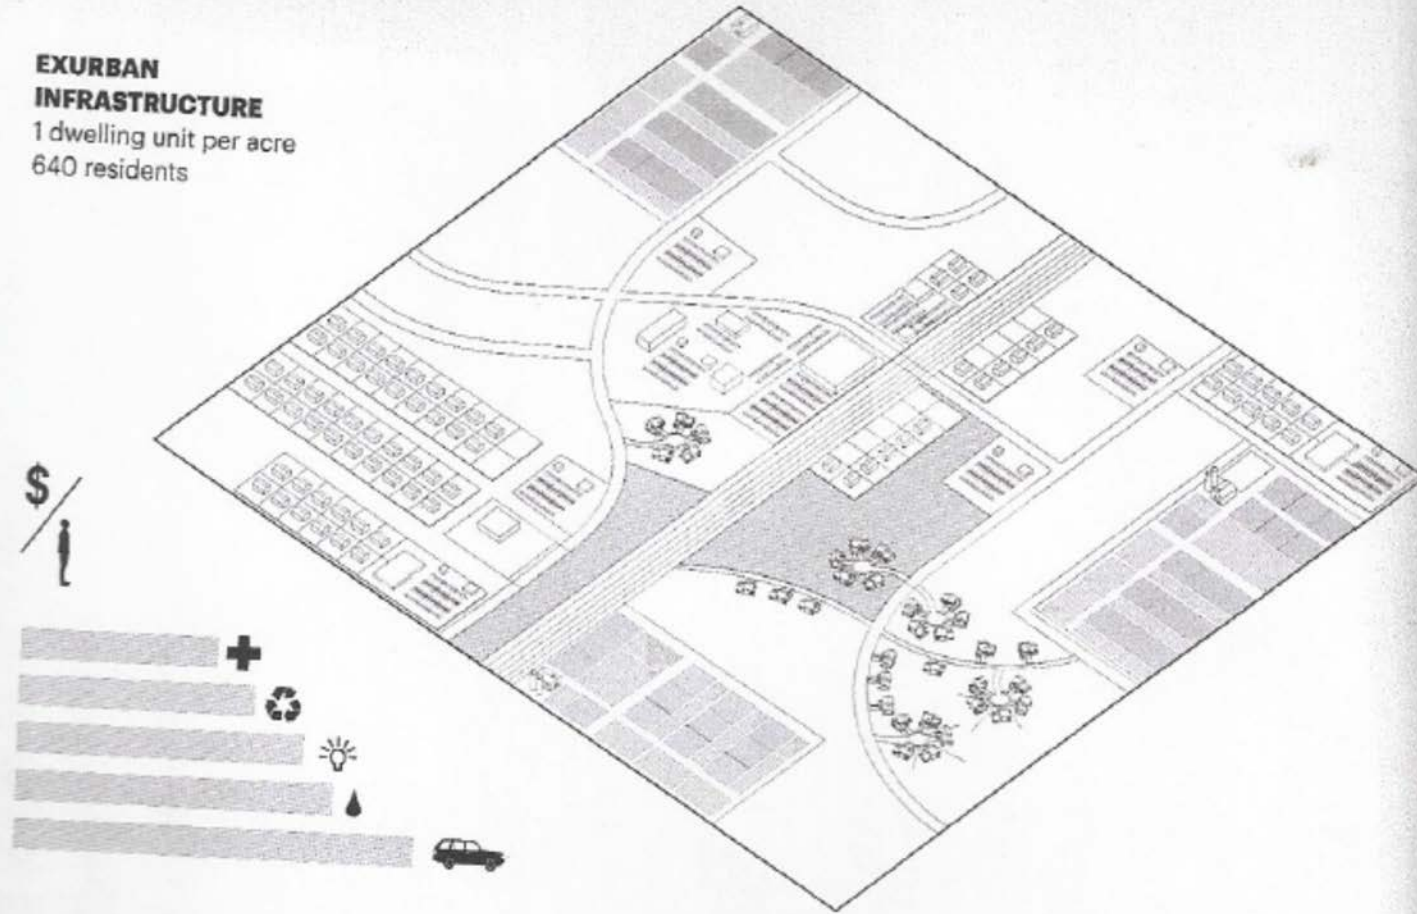 EXURBAN
INFRASTRUCTURE
1 dwelling unit per acre
640 residents
$